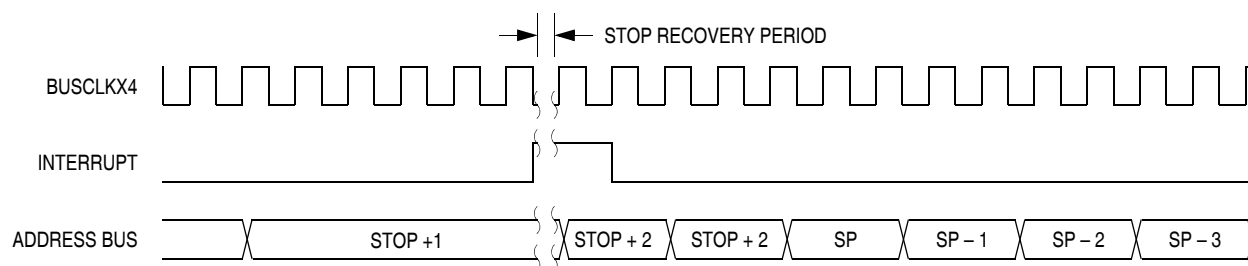 STOP RECOVERY PERIOD
BUSCLKX4
INTERRUPT
ADDRESS BUS STOP +1 STOP + 2 STOP + 2 SP SP – 1 SP – 2 SP – 3